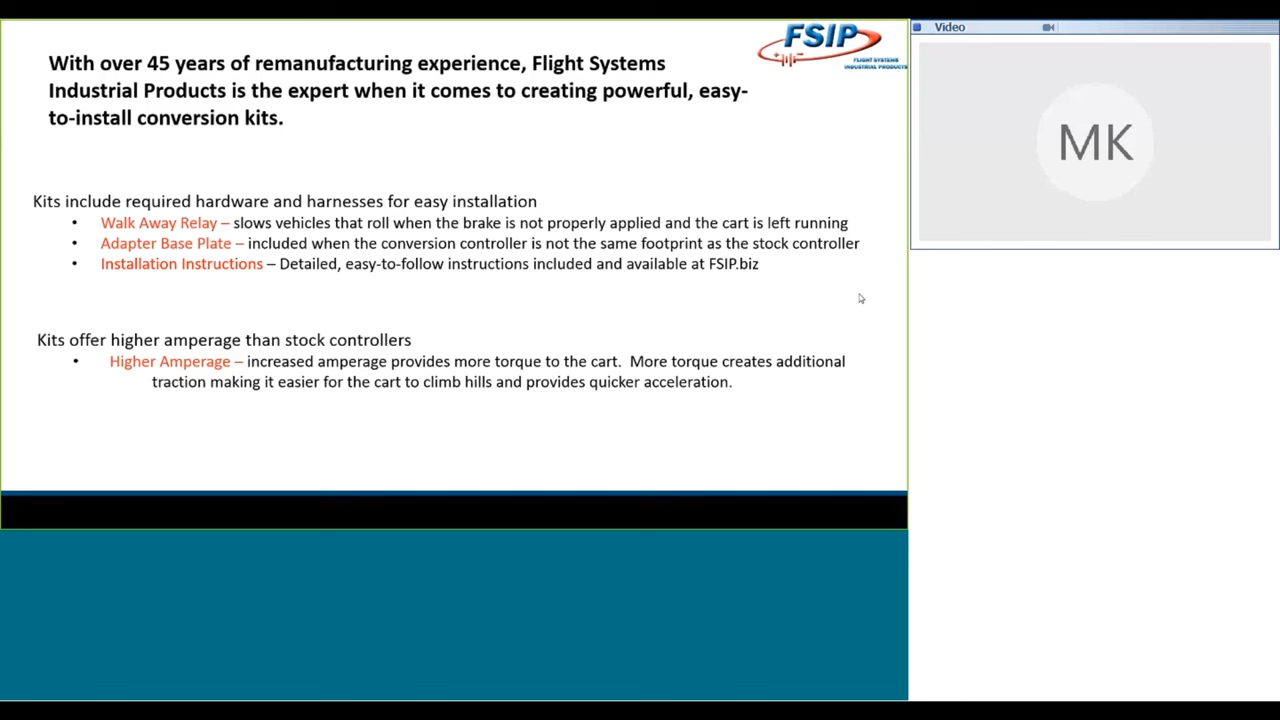 FSIP
FLIGHT SYSTEMS
INDUSTRIAL PRODUCTS
With over 45 years of remanufacturing experience, Flight Systems
Industrial Products is the expert when it comes to creating powerful, easy-
to-install conversion kits.
Kits include required hardware and harnesses for easy installation
• Walk Away Relay – slows vehicles that roll when the brake is not properly applied and the cart is left running
• Adapter Base Plate – included when the conversion controller is not the same footprint as the stock controller
• Installation Instructions – Detailed, easy-to-follow instructions included and available at FSIP.biz
Kits offer higher amperage than stock controllers
• Higher Amperage – increased amperage provides more torque to the cart.  More torque creates additional
traction making it easier for the cart to climb hills and provides quicker acceleration.
Video
MK